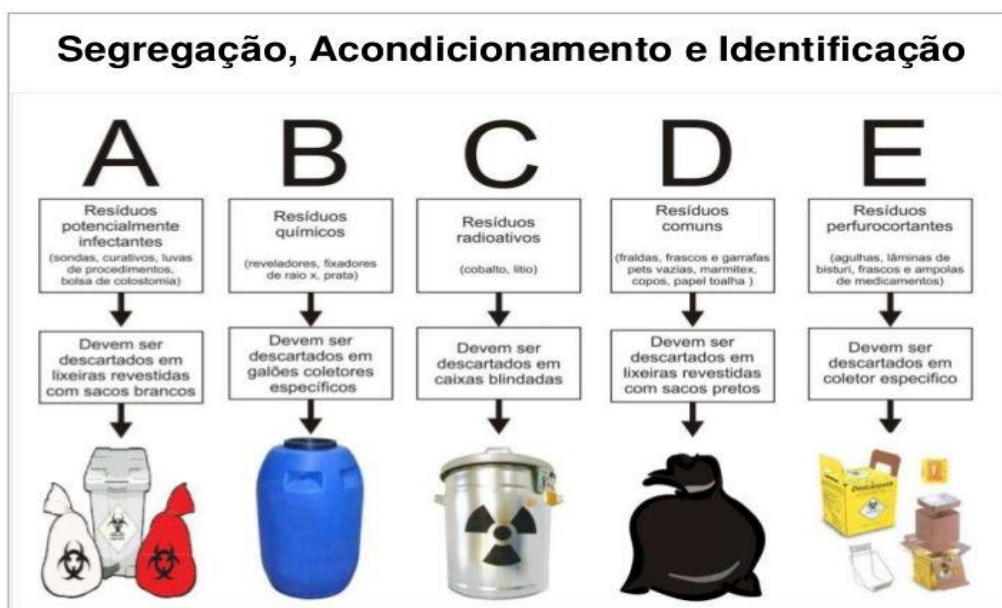 Segregação, Acondicionamento e Identificação
A
B
C
D
E
Resíduos
potencialmente
infectantes
(sondas, curativos, luvas
de procedimentos,
bolsa de colostomia)
Resíduos
químicos
(reveladores, fixadores
de raio x, prata)
Resíduos
radioativos
(cobalto, lítio)
Resíduos
comuns
(fraldas, frascos e garrafas
pets vazias, marmitex,
copos, papel toalha )
Resíduos
perfurocortantes
(agulhas, lâminas de
bisturi, frascos e ampolas
de medicamentos)
Devem ser
descartados em
lixeiras revestidas
com sacos brancos
Devem ser
descartados em
galões coletores
específicos
Devem ser
descartados em
caixas blindadas
Devem ser
descartados em
lixeiras revestidas
com sacos pretos
Devem ser
descartados em
coletor especifico